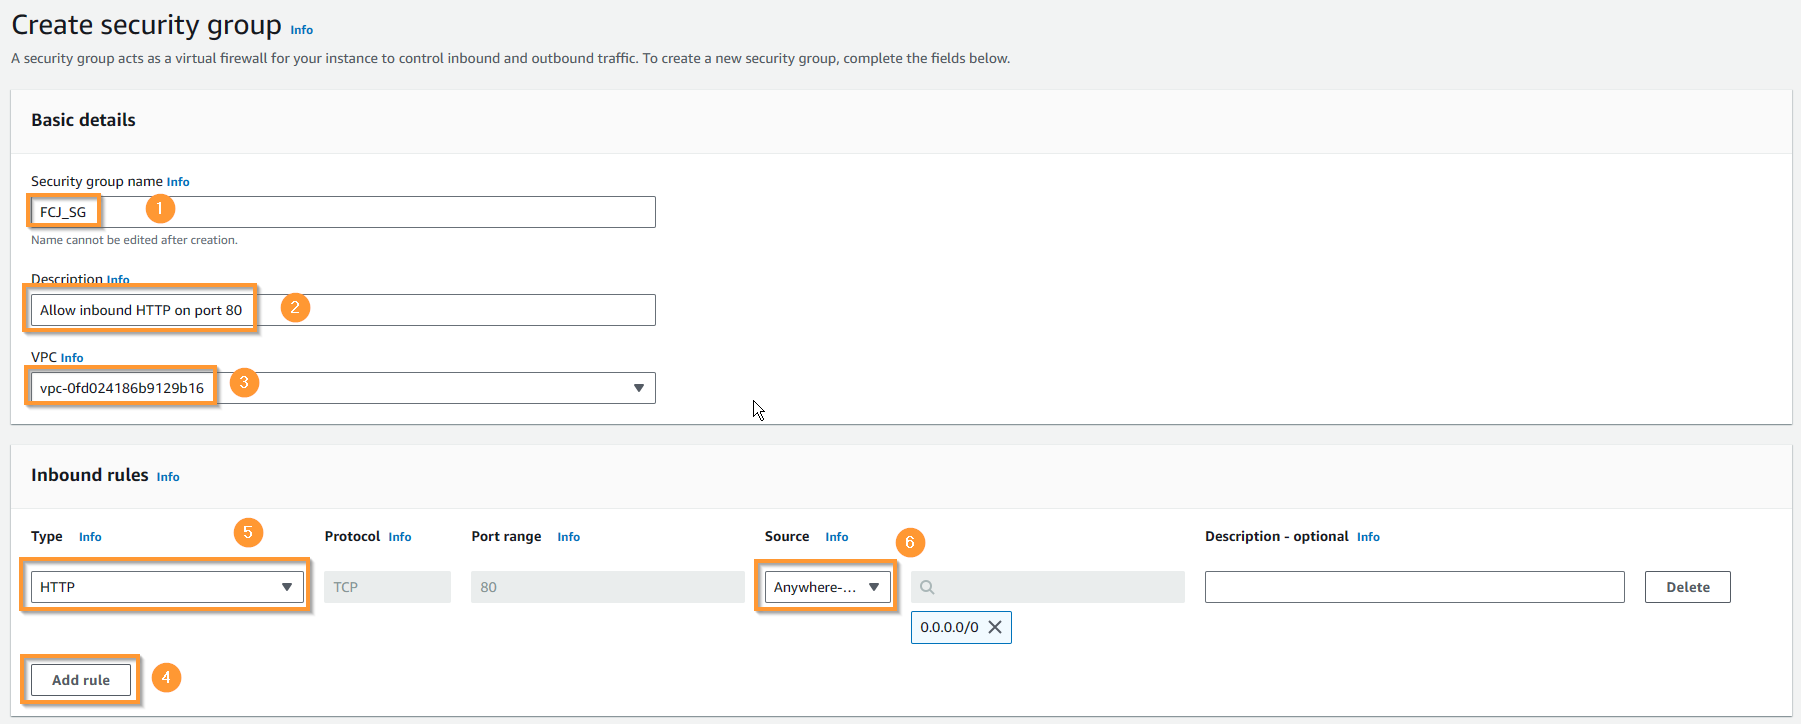 Create security group Info
A security group acts as a virtual firewall for your instance to control inbound and outbound traffic. To create a new security group, complete the fields below.
Basic details
Security group name Info
FCJ_SG 1
Name cannot be edited after creation.
Description Info
Allow inbound HTTP on port 80 2
VPC Info
vpc-0fd024186b9129b16 3
Inbound rules Info
Type Info 5 Protocol Info Port range Info Source Info 6 Description - optional Info
HTTP TCP 80 Anywhere-... Delete
0.0.0.0/0
Add rule 4